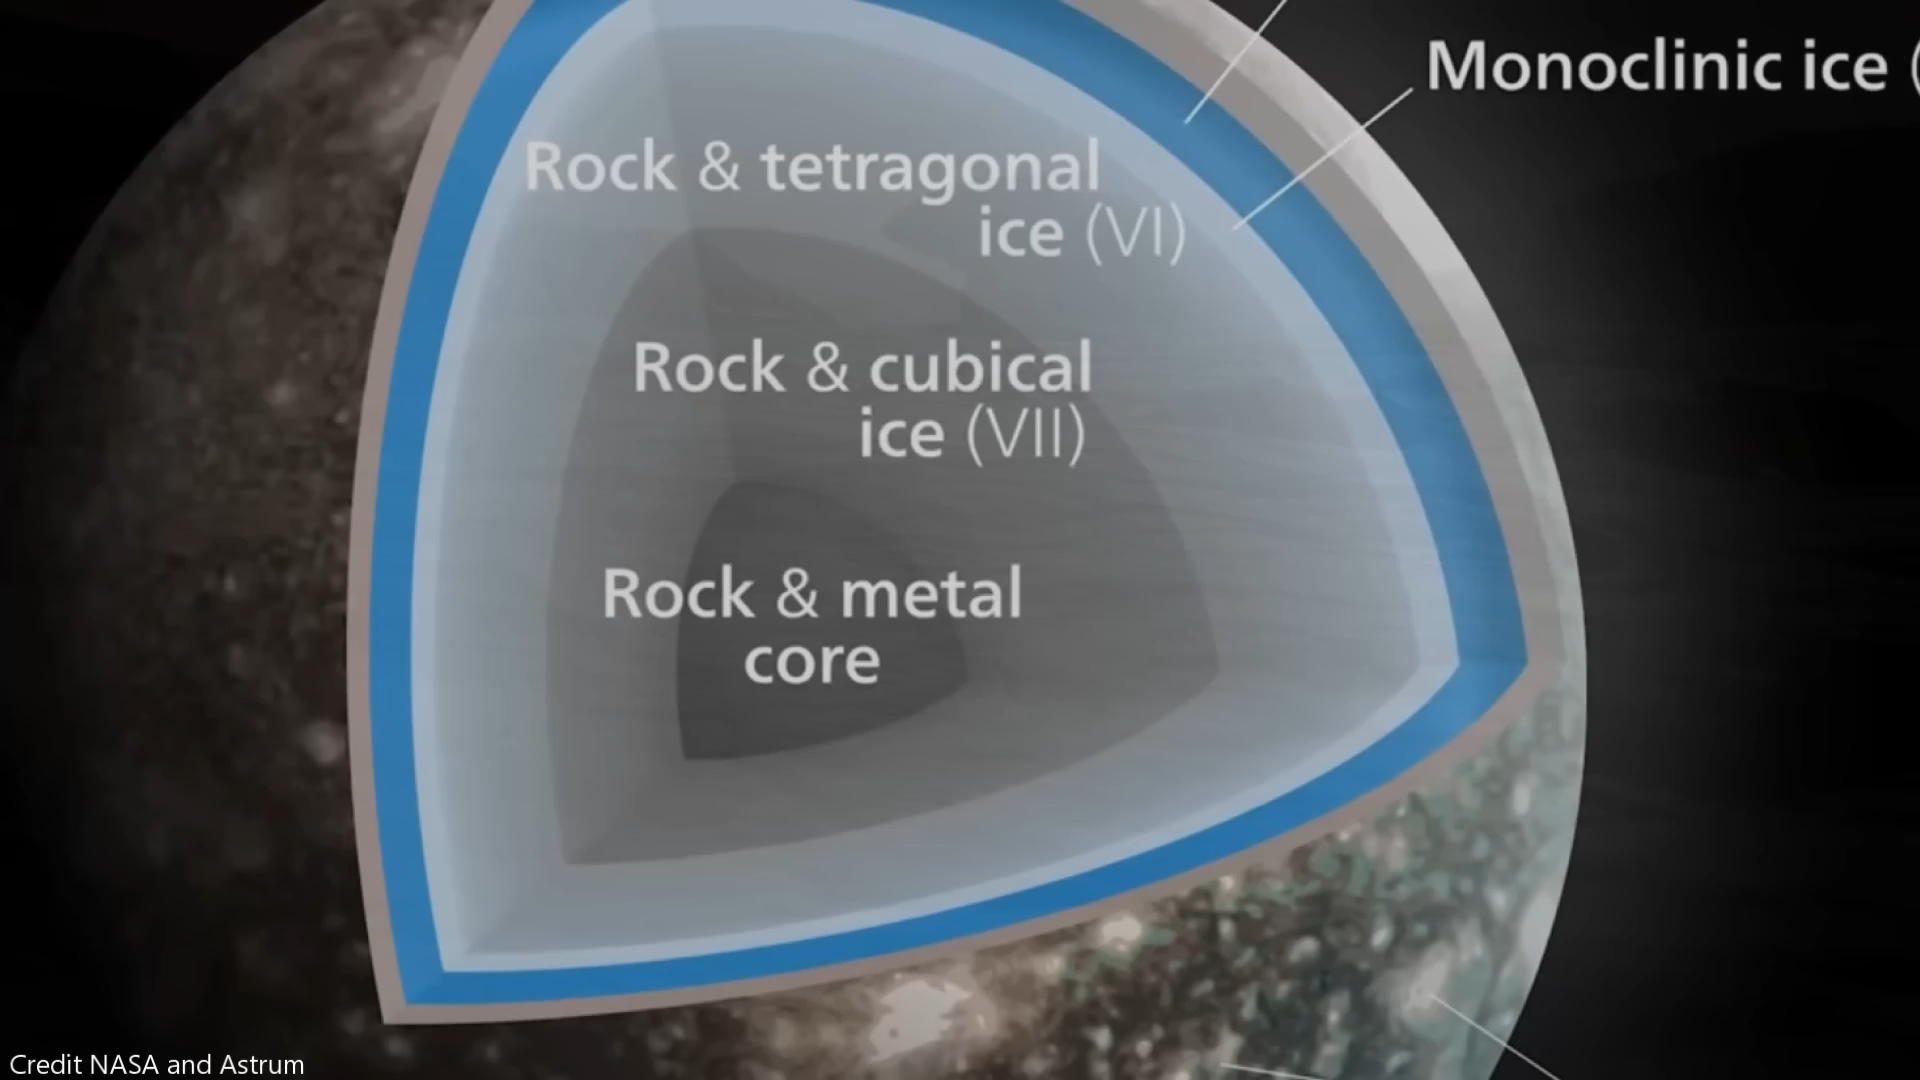 Monoclinic ice (
Rock & tetragonal
ice (VI)
Rock & cubical
ice (VII)
Rock & metal
core
Credit NASA and Astrum